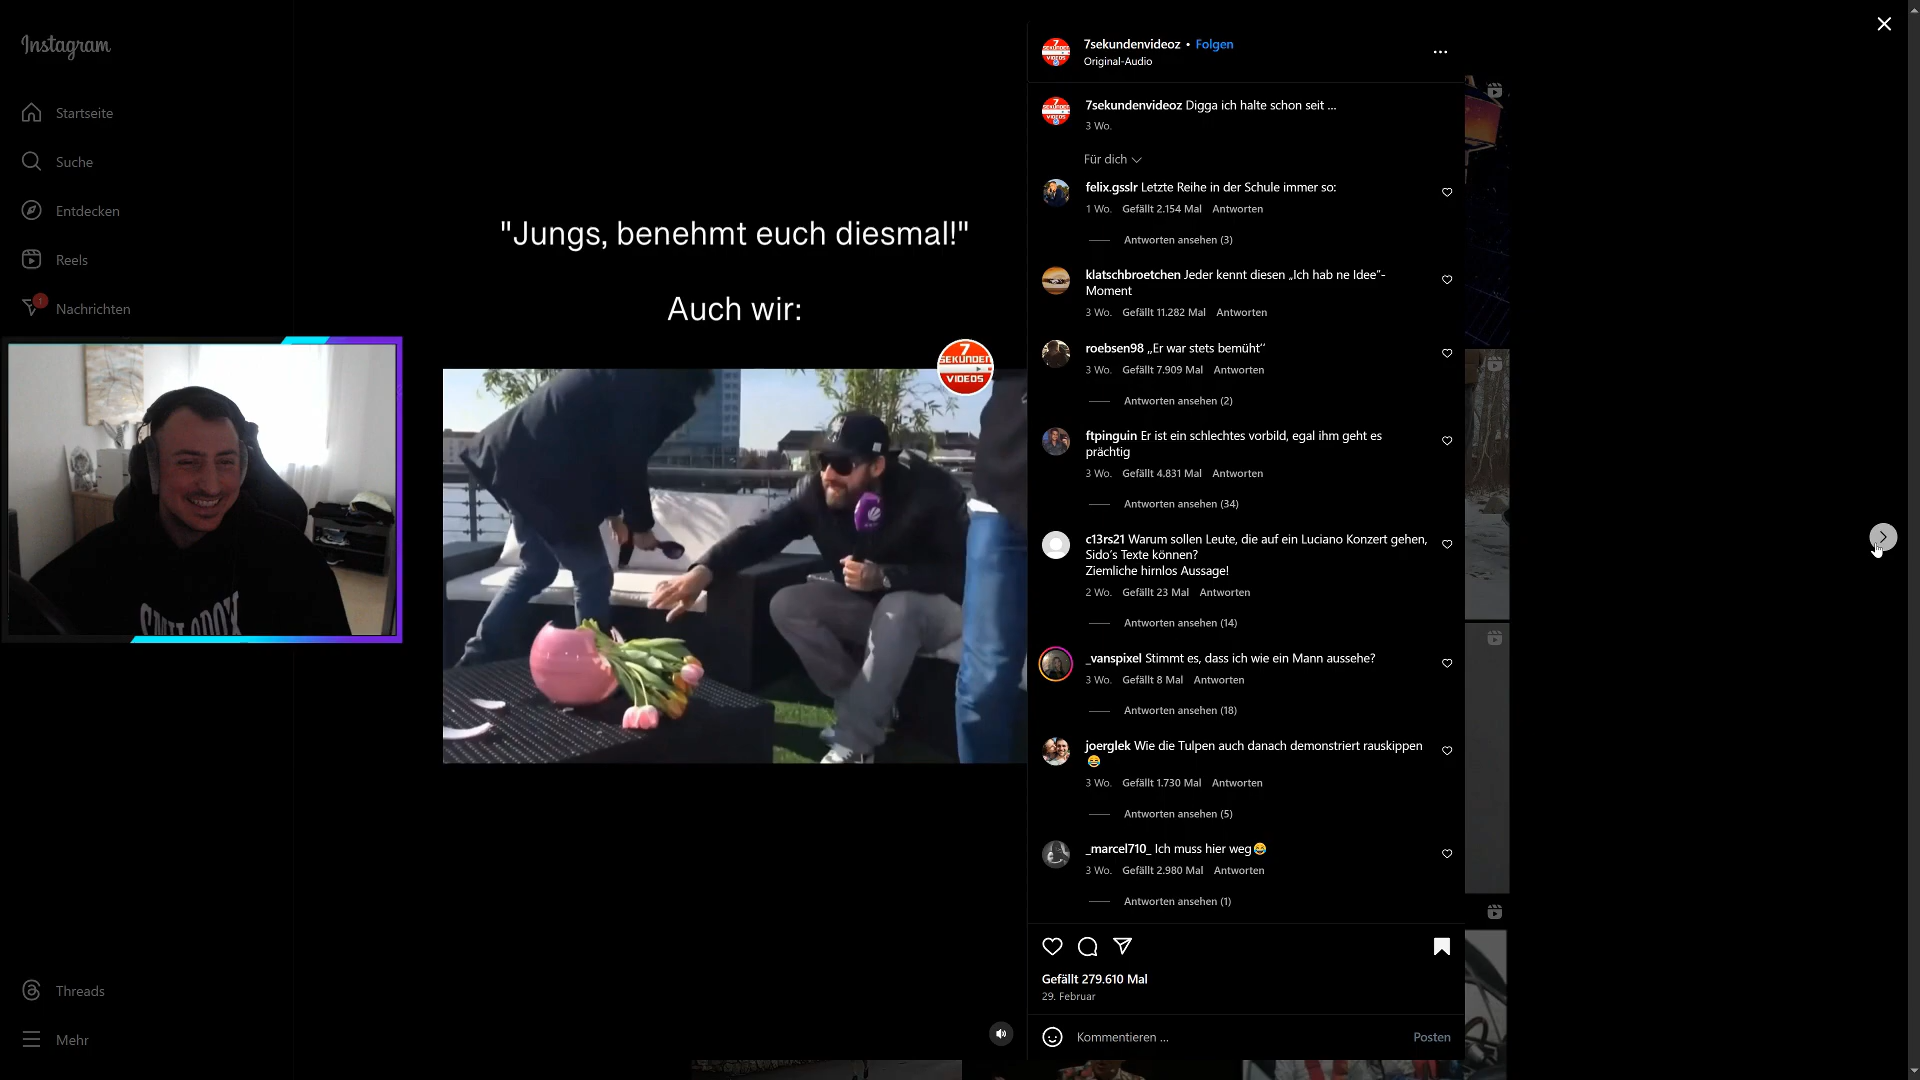 Instagram
Startseite
Suche
Entdecken
Reels
1
Nachrichten
Threads
Mehr
"Jungs, benehmt euch diesmal!"
Auch wir:
7
SEKUNDEN
VIDEOS
7sekundenvideoz • Folgen
Original-Audio
7sekundenvideoz Digga ich halte schon seit ...
3 Wo.
Für dich
felix.gsslr Letzte Reihe in der Schule immer so:
1 Wo. Gefällt 2.154 Mal Antworten
Antworten ansehen (3)
klatschbroetchen Jeder kennt diesen „Ich hab ne Idee"-
Moment
3 Wo. Gefällt 11.282 Mal Antworten
roebsen98 „Er war stets bemüht“
3 Wo. Gefällt 7.909 Mal Antworten
Antworten ansehen (2)
ftpinguin Er ist ein schlechtes vorbild, egal ihm geht es
prächtig
3 Wo. Gefällt 4.831 Mal Antworten
Antworten ansehen (34)
c13rs21 Warum sollen Leute, die auf ein Luciano Konzert gehen,
Sido’s Texte können?
Ziemliche hirnlos Aussage!
2 Wo. Gefällt 23 Mal Antworten
Antworten ansehen (14)
_vanspixel Stimmt es, dass ich wie ein Mann aussehe?
3 Wo. Gefällt 8 Mal Antworten
Antworten ansehen (18)
joerglek Wie die Tulpen auch danach demonstriert rauskippen
😂
3 Wo. Gefällt 1.730 Mal Antworten
Antworten ansehen (5)
_marcel710_ Ich muss hier weg😂
3 Wo. Gefällt 2.980 Mal Antworten
Antworten ansehen (1)
Gefällt 279.610 Mal
29. Februar
Kommentieren ...
Posten